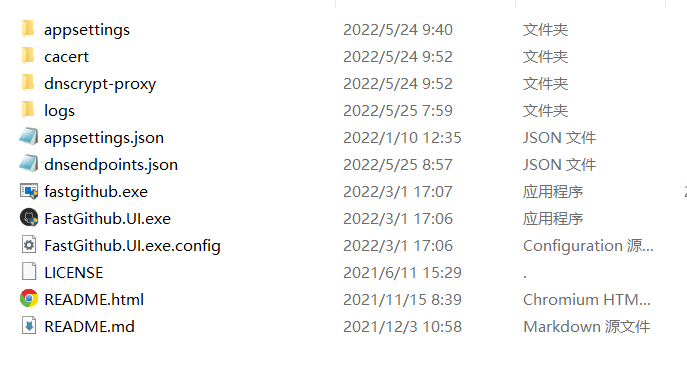 appsettings 2022/5/24 9:40 文件夹
cacert 2022/5/24 9:52 文件夹
dnscrypt-proxy 2022/5/24 9:52 文件夹
logs 2022/5/25 7:59 文件夹
appsettings.json 2022/1/10 12:35 JSON 文件
dnsendpoints.json 2022/5/25 8:57 JSON 文件
fastgithub.exe 2022/3/1 17:07 应用程序
FastGithub.UI.exe 2022/3/1 17:06 应用程序
FastGithub.UI.exe.config 2022/3/1 17:06 Configuration 源...
LICENSE 2021/6/11 15:29 .
README.html 2021/11/15 8:39 Chromium HTM...
README.md 2021/12/3 10:58 Markdown 源文件